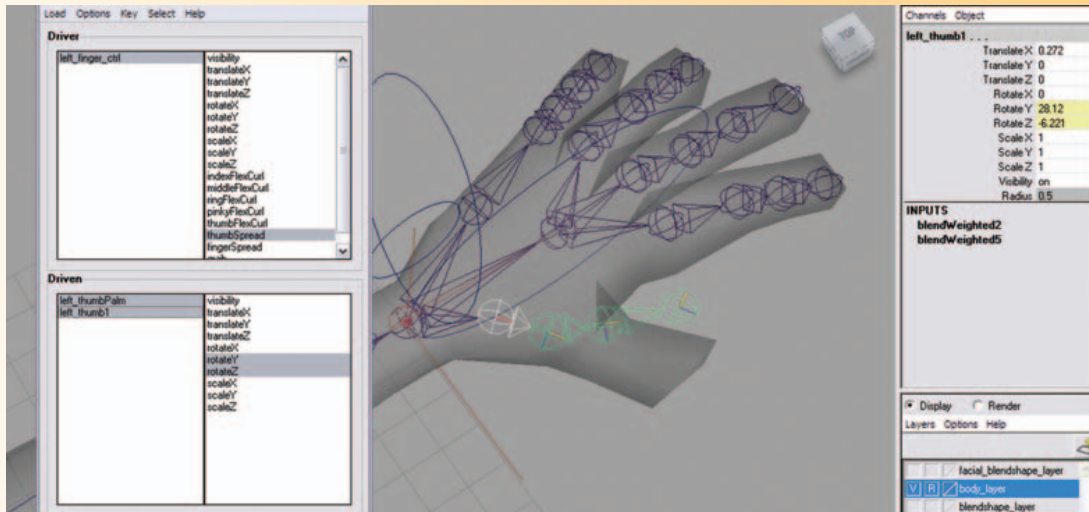 Load Options Key Select Help
Driver
left_finger_ctrl
visibility
translateX
translateY
translateZ
rotateX
rotateY
rotateZ
scaleX
scaleY
scaleZ
indexFlexCurl
middleFlexCurl
ringFlexCurl
pinkyFlexCurl
thumbFlexCurl
thumbSpread
fingerSpread
Driven
left_thumbPalm
left_thumb1
visibility
translateX
translateY
translateZ
rotateX
rotateY
rotateZ
scaleX
scaleY
scaleZ
TOP
Channels Object
left_thumb1 . . .
Translate X 0.272
Translate Y 0
Translate Z 0
Rotate X 0
Rotate Y 28.12
Rotate Z -6.221
Scale X 1
Scale Y 1
Scale Z 1
Visibility on
Radius 0.5
INPUTS
blendWeighted2
blendWeighted5
Display Render
Layers Options Help
facial_blendshape_layer
V R body_layer
blendshape_layer